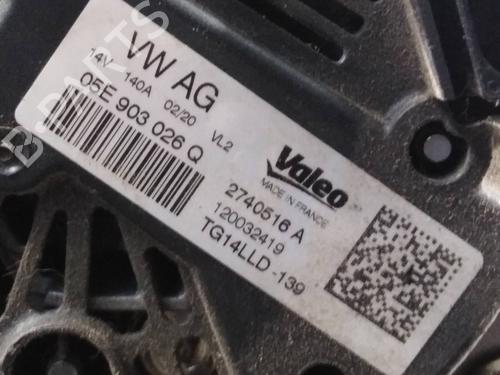 VW AG
14V 140A 02/20 VL2
05E 903 026 Q
Valeo
MADE IN FRANCE
2740516 A
120032419
TG14LLD -139